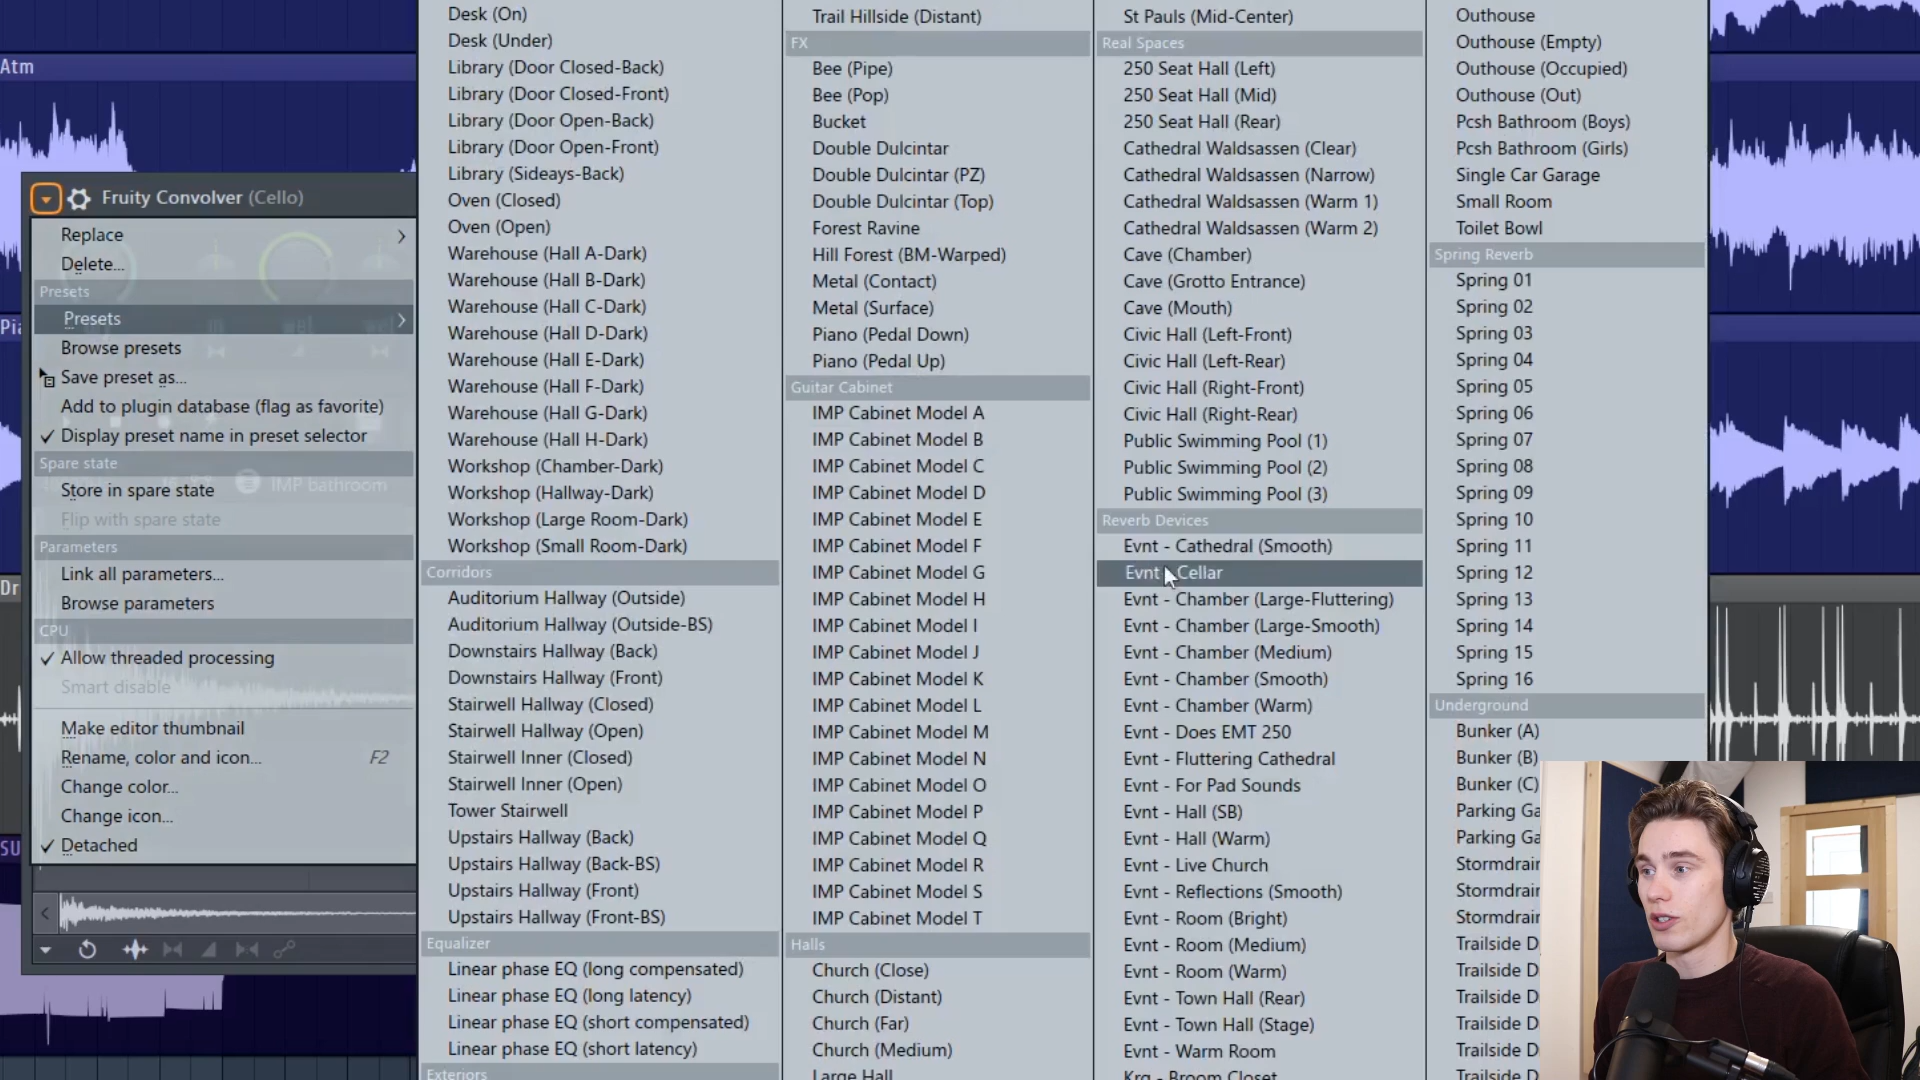 Atm
Pia
Dr
SU
Fruity Convolver (Cello)
Replace
Delete...
Presets
Presets
Browse presets
Save preset as...
Add to plugin database (flag as favorite)
Display preset name in preset selector
Spare state
Store in spare state
Flip with spare state
IMP bathroom
Parameters
Link all parameters...
Browse parameters
CPU
Allow threaded processing
Smart disable
Make editor thumbnail
Rename, color and icon... F2
Change color...
Change icon...
Detached
Desk (On)
Desk (Under)
Library (Door Closed-Back)
Library (Door Closed-Front)
Library (Door Open-Back)
Library (Door Open-Front)
Library (Sideays-Back)
Oven (Closed)
Oven (Open)
Warehouse (Hall A-Dark)
Warehouse (Hall B-Dark)
Warehouse (Hall C-Dark)
Warehouse (Hall D-Dark)
Warehouse (Hall E-Dark)
Warehouse (Hall F-Dark)
Warehouse (Hall G-Dark)
Warehouse (Hall H-Dark)
Workshop (Chamber-Dark)
Workshop (Hallway-Dark)
Workshop (Large Room-Dark)
Workshop (Small Room-Dark)
Corridors
Auditorium Hallway (Outside)
Auditorium Hallway (Outside-BS)
Downstairs Hallway (Back)
Downstairs Hallway (Front)
Stairwell Hallway (Closed)
Stairwell Hallway (Open)
Stairwell Inner (Closed)
Stairwell Inner (Open)
Tower Stairwell
Upstairs Hallway (Back)
Upstairs Hallway (Back-BS)
Upstairs Hallway (Front)
Upstairs Hallway (Front-BS)
Equalizer
Linear phase EQ (long compensated)
Linear phase EQ (long latency)
Linear phase EQ (short compensated)
Linear phase EQ (short latency)
Exteriors
Trail Hillside (Distant)
FX
Bee (Pipe)
Bee (Pop)
Bucket
Double Dulcintar
Double Dulcintar (PZ)
Double Dulcintar (Top)
Forest Ravine
Hill Forest (BM-Warped)
Metal (Contact)
Metal (Surface)
Piano (Pedal Down)
Piano (Pedal Up)
Guitar Cabinet
IMP Cabinet Model A
IMP Cabinet Model B
IMP Cabinet Model C
IMP Cabinet Model D
IMP Cabinet Model E
IMP Cabinet Model F
IMP Cabinet Model G
IMP Cabinet Model H
IMP Cabinet Model I
IMP Cabinet Model J
IMP Cabinet Model K
IMP Cabinet Model L
IMP Cabinet Model M
IMP Cabinet Model N
IMP Cabinet Model O
IMP Cabinet Model P
IMP Cabinet Model Q
IMP Cabinet Model R
IMP Cabinet Model S
IMP Cabinet Model T
Halls
Church (Close)
Church (Distant)
Church (Far)
Church (Medium)
Large Hall
St Pauls (Mid-Center)
Real Spaces
250 Seat Hall (Left)
250 Seat Hall (Mid)
250 Seat Hall (Rear)
Cathedral Waldsassen (Clear)
Cathedral Waldsassen (Narrow)
Cathedral Waldsassen (Warm 1)
Cathedral Waldsassen (Warm 2)
Cave (Chamber)
Cave (Grotto Entrance)
Cave (Mouth)
Civic Hall (Left-Front)
Civic Hall (Left-Rear)
Civic Hall (Right-Front)
Civic Hall (Right-Rear)
Public Swimming Pool (1)
Public Swimming Pool (2)
Public Swimming Pool (3)
Reverb Devices
Evnt - Cathedral (Smooth)
Evnt - Cellar
Evnt - Chamber (Large-Fluttering)
Evnt - Chamber (Large-Smooth)
Evnt - Chamber (Medium)
Evnt - Chamber (Smooth)
Evnt - Chamber (Warm)
Evnt - Does EMT 250
Evnt - Fluttering Cathedral
Evnt - For Pad Sounds
Evnt - Hall (SB)
Evnt - Hall (Warm)
Evnt - Live Church
Evnt - Reflections (Smooth)
Evnt - Room (Bright)
Evnt - Room (Medium)
Evnt - Room (Warm)
Evnt - Town Hall (Rear)
Evnt - Town Hall (Stage)
Evnt - Warm Room
Krg - Broom Closet
Outhouse
Outhouse (Empty)
Outhouse (Occupied)
Outhouse (Out)
Pcsh Bathroom (Boys)
Pcsh Bathroom (Girls)
Single Car Garage
Small Room
Toilet Bowl
Spring Reverb
Spring 01
Spring 02
Spring 03
Spring 04
Spring 05
Spring 06
Spring 07
Spring 08
Spring 09
Spring 10
Spring 11
Spring 12
Spring 13
Spring 14
Spring 15
Spring 16
Underground
Bunker (A)
Bunker (B)
Bunker (C)
Parking Ga
Parking Ga
Stormdrain
Stormdrain
Stormdrain
Trailside D
Trailside D
Trailside D
Trailside D
Trailside D
Trailside D